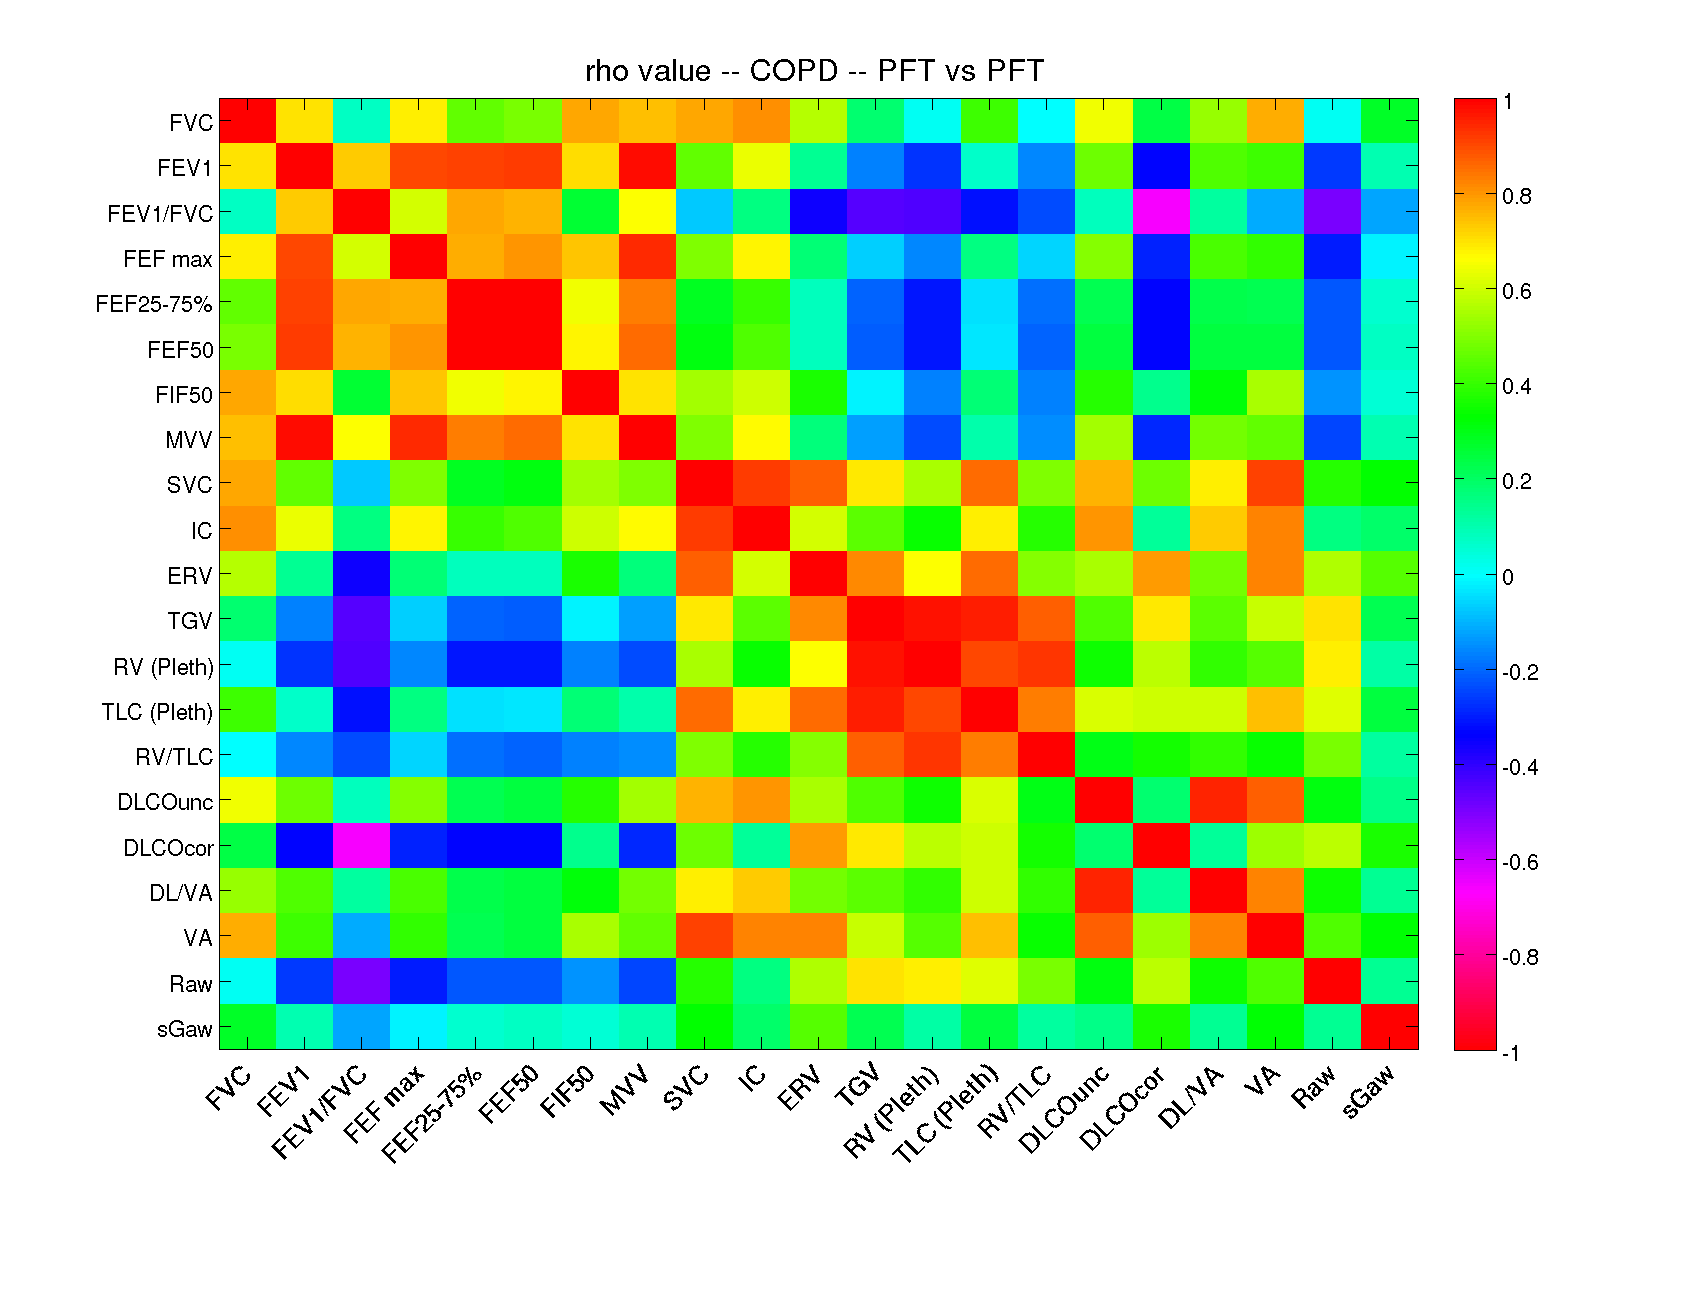 rho value -- COPD -- PFT vs PFT
FVC
FEV1
FEV1/FVC
FEF max
FEF25-75%
FEF50
FIF50
MVV
SVC
IC
ERV
TGV
RV (Pleth)
TLC (Pleth)
RV/TLC
DLCOunc
DLCOcor
DL/VA
VA
Raw
sGaw
FVC
FEV1
FEV1/FVC
FEF max
FEF25-75%
FEF50
FIF50
MVV
SVC
IC
ERV
TGV
RV (Pleth)
TLC (Pleth)
RV/TLC
DLCOunc
DLCOcor
DL/VA
VA
Raw
sGaw
1
0.8
0.6
0.4
0.2
0
-0.2
-0.4
-0.6
-0.8
-1